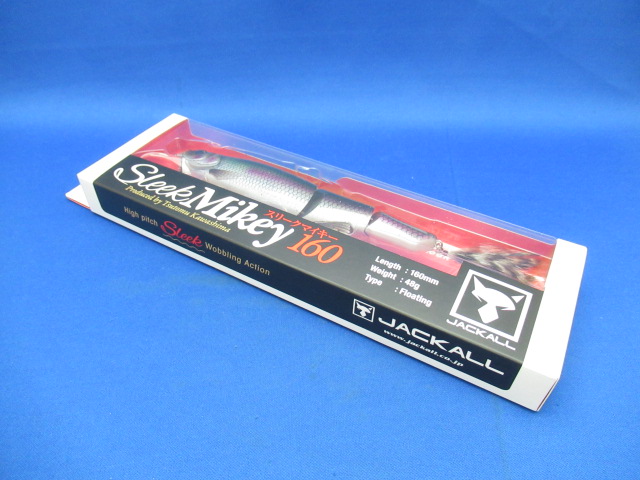 Sleek Mikey
スリークマイキー
160
Produced by Tsutomu Kawashima
Length : 160mm
Weight : 48g
Type : Floating
JACKALL
High pitch Sleek Wobbling Action
JACKALL
www.jackall.co.jp